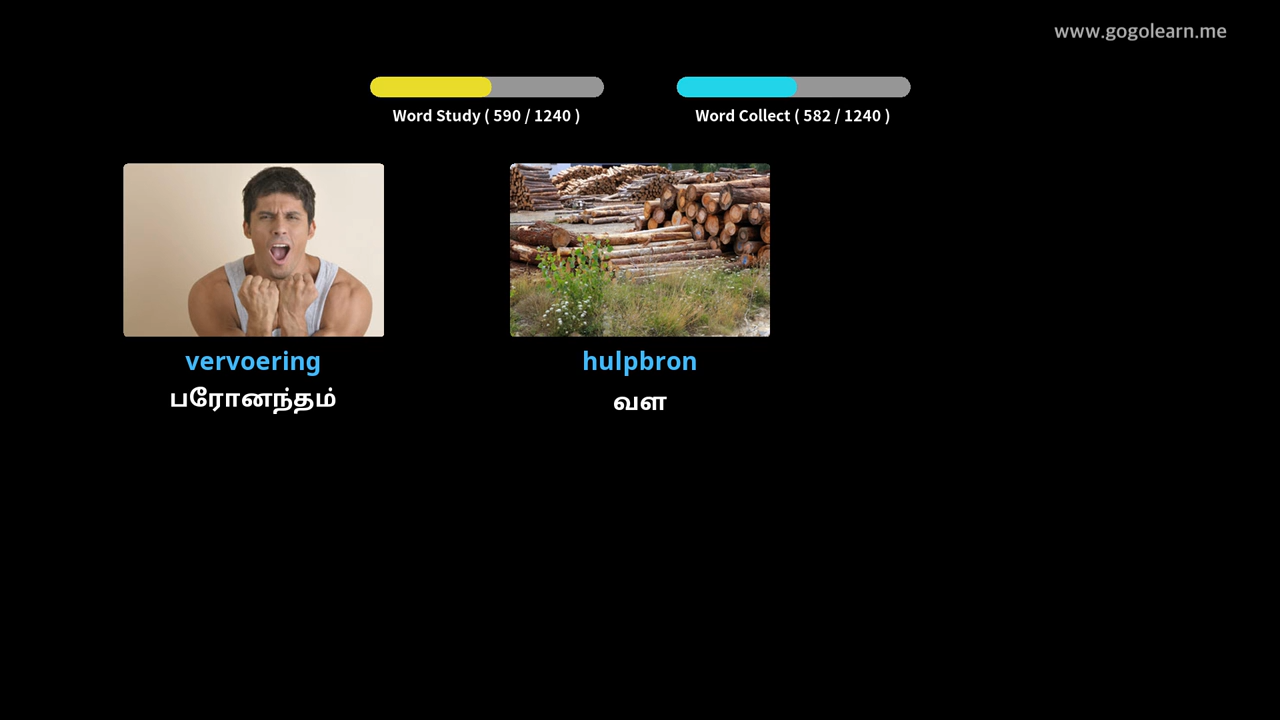 www.gogolearn.me
Word Study ( 590 / 1240 )
Word Collect ( 582 / 1240 )
vervoering
பரோனந்தம்
hulpbron
வள